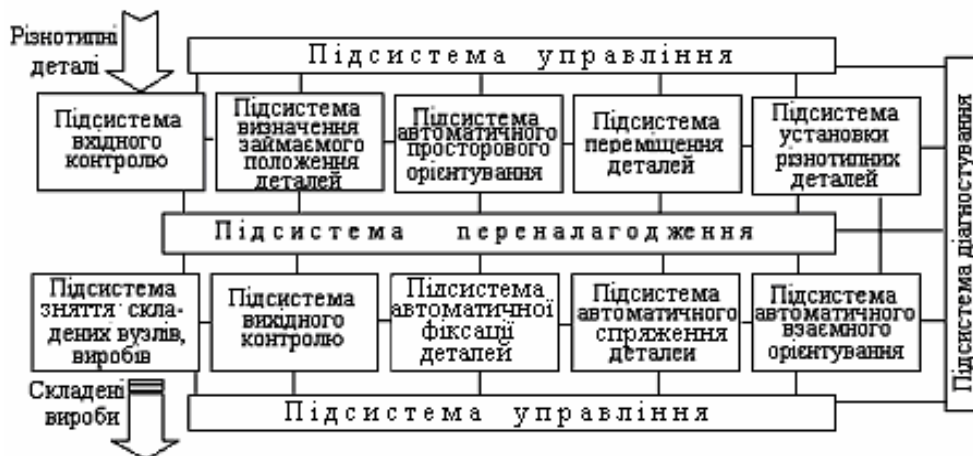 Різнотипні
деталі
Підсистема управління
Підсистема
вхідного
контролю
Підсистема
визначення
займаємого
положення
деталей
Підсистема
автоматичного
просторового
орієнтування
Підсистема
переміщення
деталей
Підсистема
установки
різнотипних
деталей
Підсистема переналагодження
Підсистема
зняття скла-
дених вузлів,
виробів
Підсистема
вихідного
контролю
Підсистема
автоматичної
фіксації
деталей
Підсистема
автоматичного
спряження
деталеи
Підсистема
автоматичного
взаємного
орієнтування
Складені
вироби
Підсистема управління
Підсистема діагностування